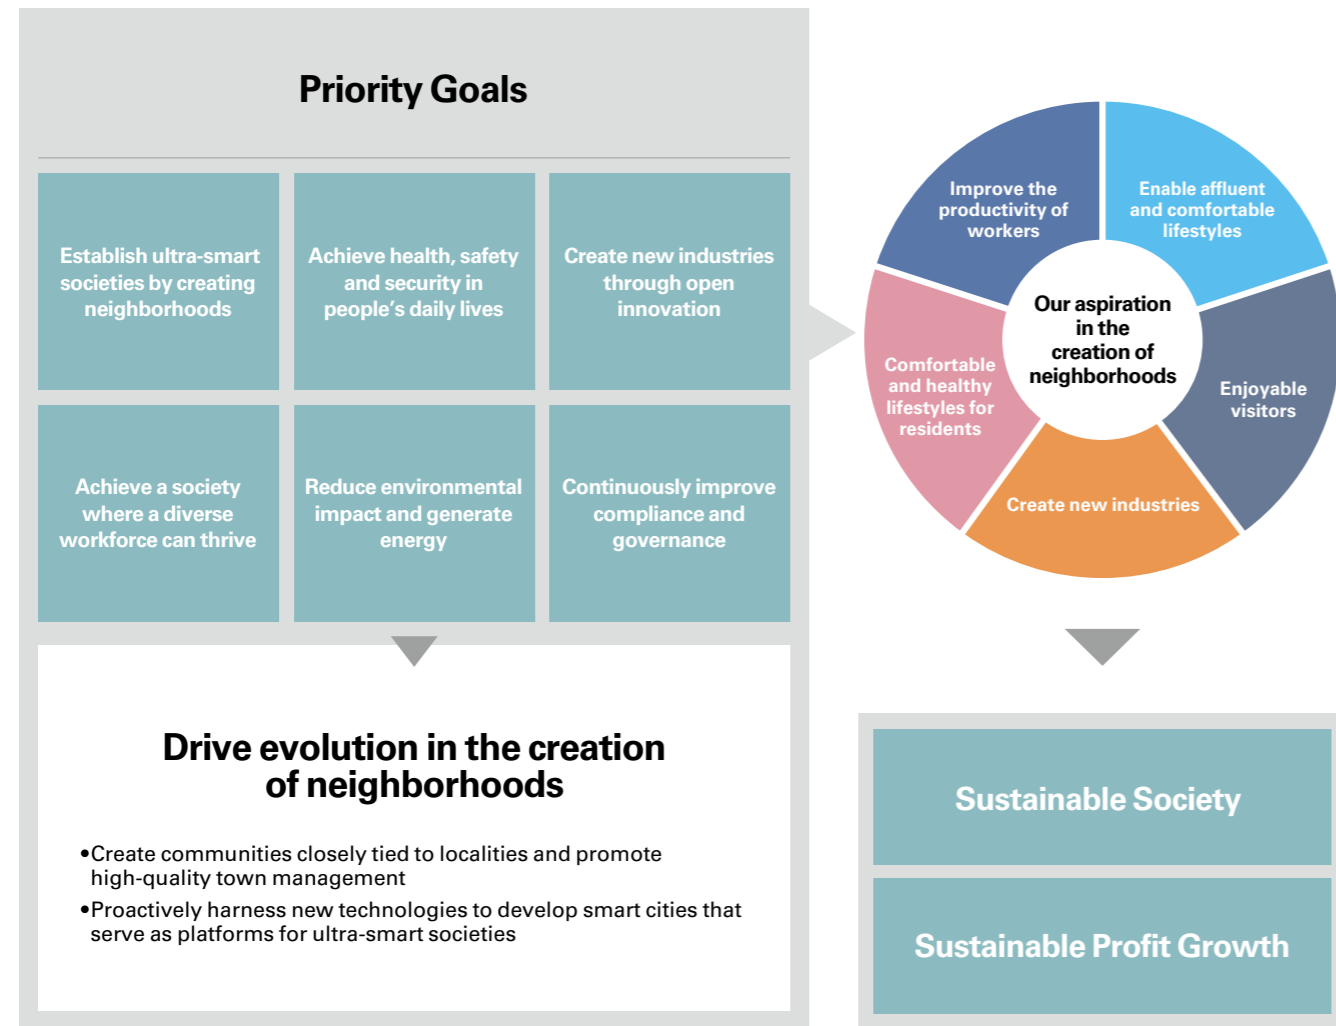 Priority Goals
Establish ultra-smart
societies by creating
neighborhoods
Achieve health, safety
and security in
people's daily lives
Create new industries
through open
innovation
Achieve a society
where a diverse
workforce can thrive
Reduce environmental
impact and generate
energy
Continuously improve
compliance and
governance
Drive evolution in the creation
of neighborhoods
•Create communities closely tied to localities and promote
high-quality town management
•Proactively harness new technologies to develop smart cities that
serve as platforms for ultra-smart societies
Improve the
productivity of
workers
Enable affluent
and comfortable
lifestyles
Our aspiration
in the
creation of
neighborhoods
Comfortable
and healthy
lifestyles for
residents
Enjoyable
visitors
Create new industries
Sustainable Society
Sustainable Profit Growth